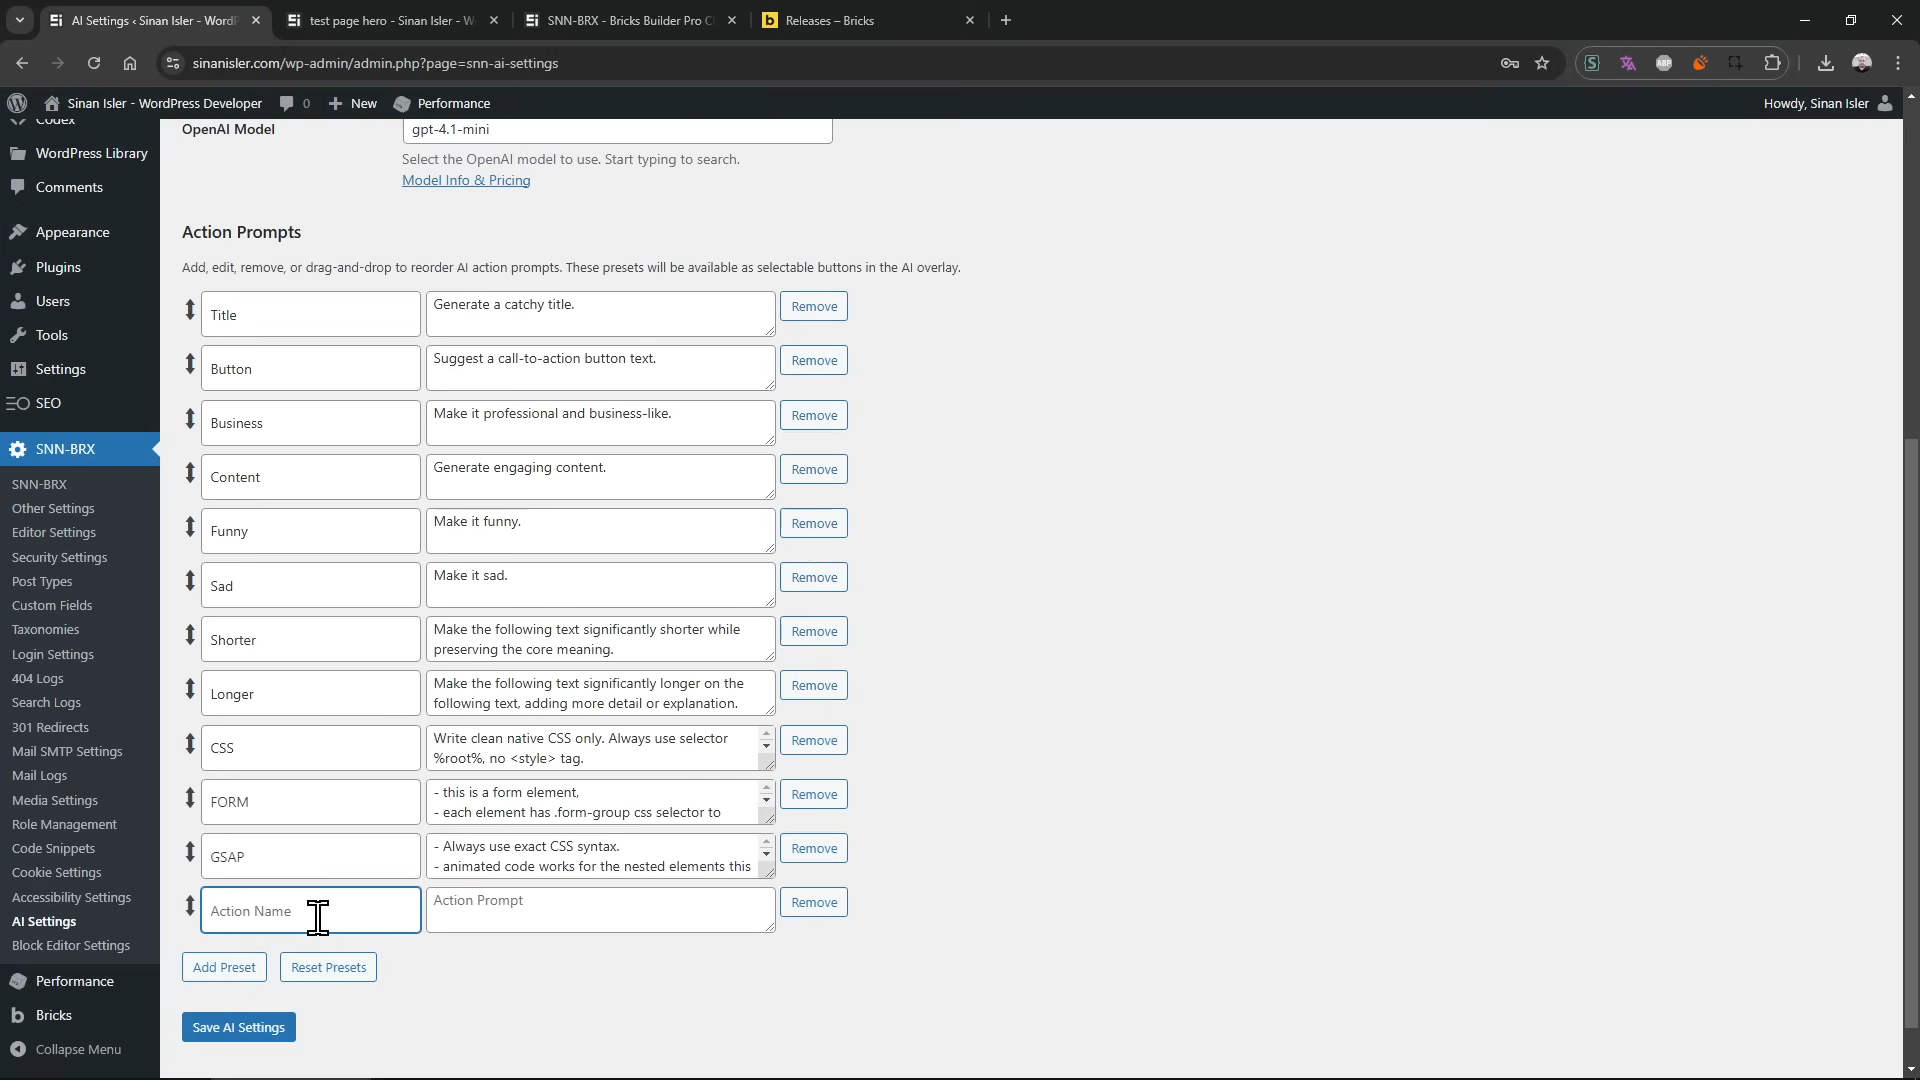 AI Settings ‹ Sinan Isler - WordP
test page hero - Sinan Isler - W
SNN-BRX - Bricks Builder Pro C
Releases – Bricks
sinanisler.com/wp-admin/admin.php?page=snn-ai-settings
Sinan Isler - WordPress Developer
0
New
Performance
Howdy, Sinan Isler
Codex
WordPress Library
Comments
Appearance
Plugins
Users
Tools
Settings
SEO
SNN-BRX
SNN-BRX
Other Settings
Editor Settings
Security Settings
Post Types
Custom Fields
Taxonomies
Login Settings
404 Logs
Search Logs
301 Redirects
Mail SMTP Settings
Mail Logs
Media Settings
Role Management
Code Snippets
Cookie Settings
Accessibility Settings
AI Settings
Block Editor Settings
Performance
Bricks
Collapse Menu
OpenAI Model
gpt-4.1-mini
Select the OpenAI model to use. Start typing to search.
Model Info & Pricing
Action Prompts
Add, edit, remove, or drag-and-drop to reorder AI action prompts. These presets will be available as selectable buttons in the AI overlay.
Title
Generate a catchy title.
Remove
Button
Suggest a call-to-action button text.
Remove
Business
Make it professional and business-like.
Remove
Content
Generate engaging content.
Remove
Funny
Make it funny.
Remove
Sad
Make it sad.
Remove
Shorter
Make the following text significantly shorter while
preserving the core meaning.
Remove
Longer
Make the following text significantly longer on the
following text, adding more detail or explanation.
Remove
CSS
Write clean native CSS only. Always use selector
%root%, no <style> tag.
Remove
FORM
- this is a form element,
- each element has .form-group css selector to
Remove
GSAP
- Always use exact CSS syntax.
- animated code works for the nested elements this
Remove
Action Name
Action Prompt
Remove
Add Preset
Reset Presets
Save AI Settings